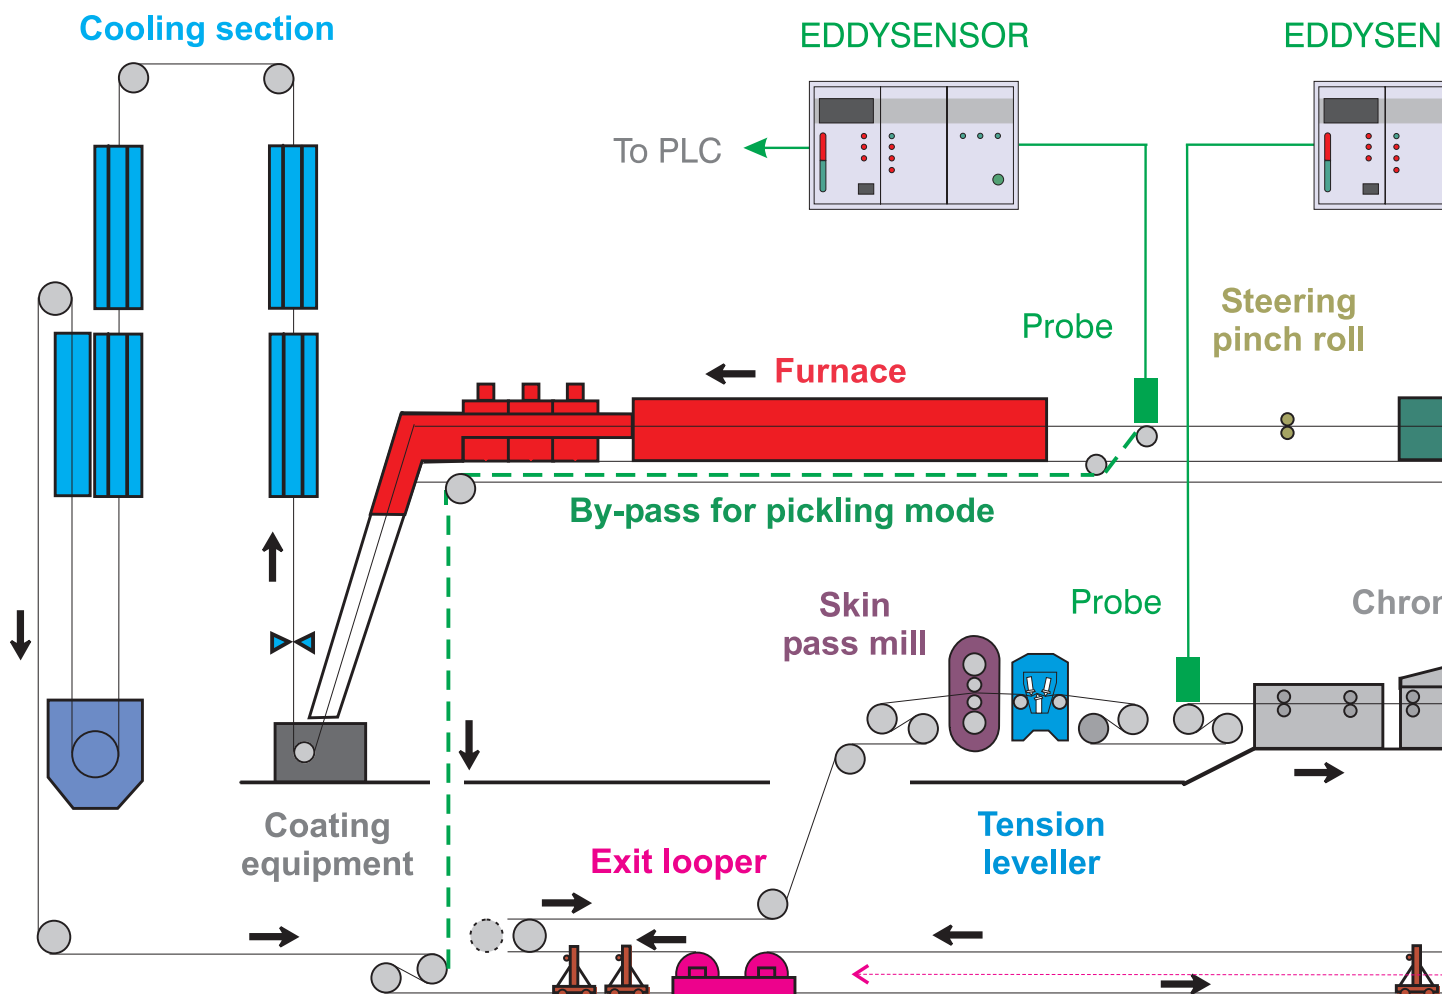 Cooling section
EDDYSENSOR
EDDYSEN
To PLC
Steering
pinch roll
Probe
Furnace
By-pass for pickling mode
Skin
pass mill
Probe
Chron
Coating
equipment
Exit looper
Tension
leveller